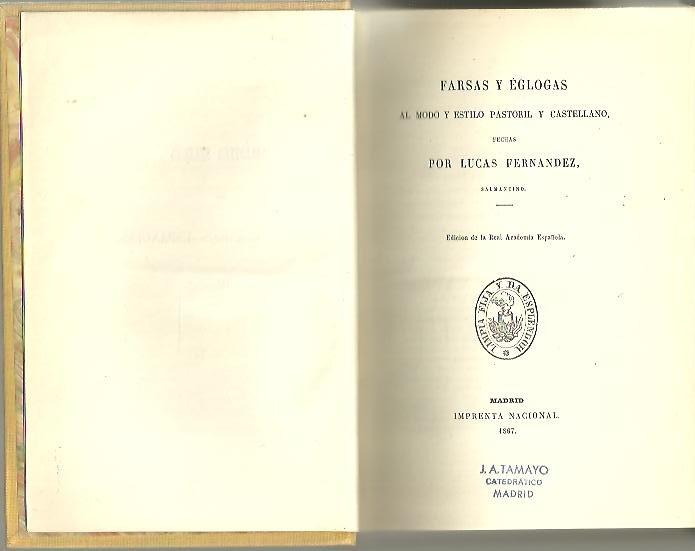 FARSAS Y ÉGLOGAS
AL MODO Y ESTILO PASTORIL Y CASTELLANO,
FECHAS
POR LUCAS FERNANDEZ,
SALMANTINO.
Edicion de la Real Academia Española.
LIMPIA FIJA Y DA ESPLENDOR
MADRID
IMPRENTA NACIONAL.
1867.
J. A. TAMAYO
CATEDRÁTICO
MADRID